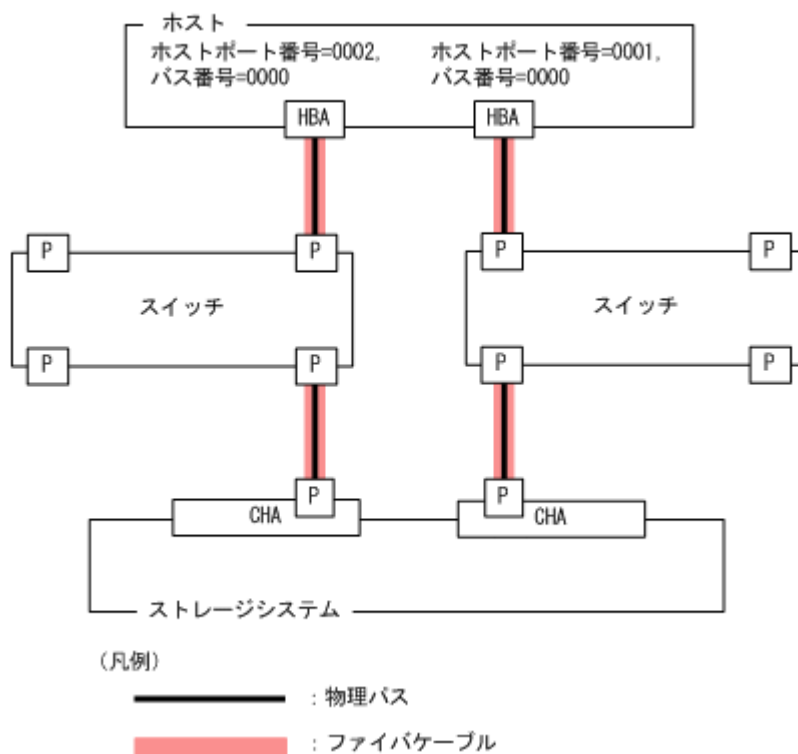 ホスト
ホストポート番号=0002, ホストポート番号=0001,
バス番号=0000 バス番号=0000
HBA HBA
P P P P
スイッチ スイッチ
P P P P
P P
CHA CHA
ストレージシステム
(凡例)
: 物理パス
: ファイバケーブル